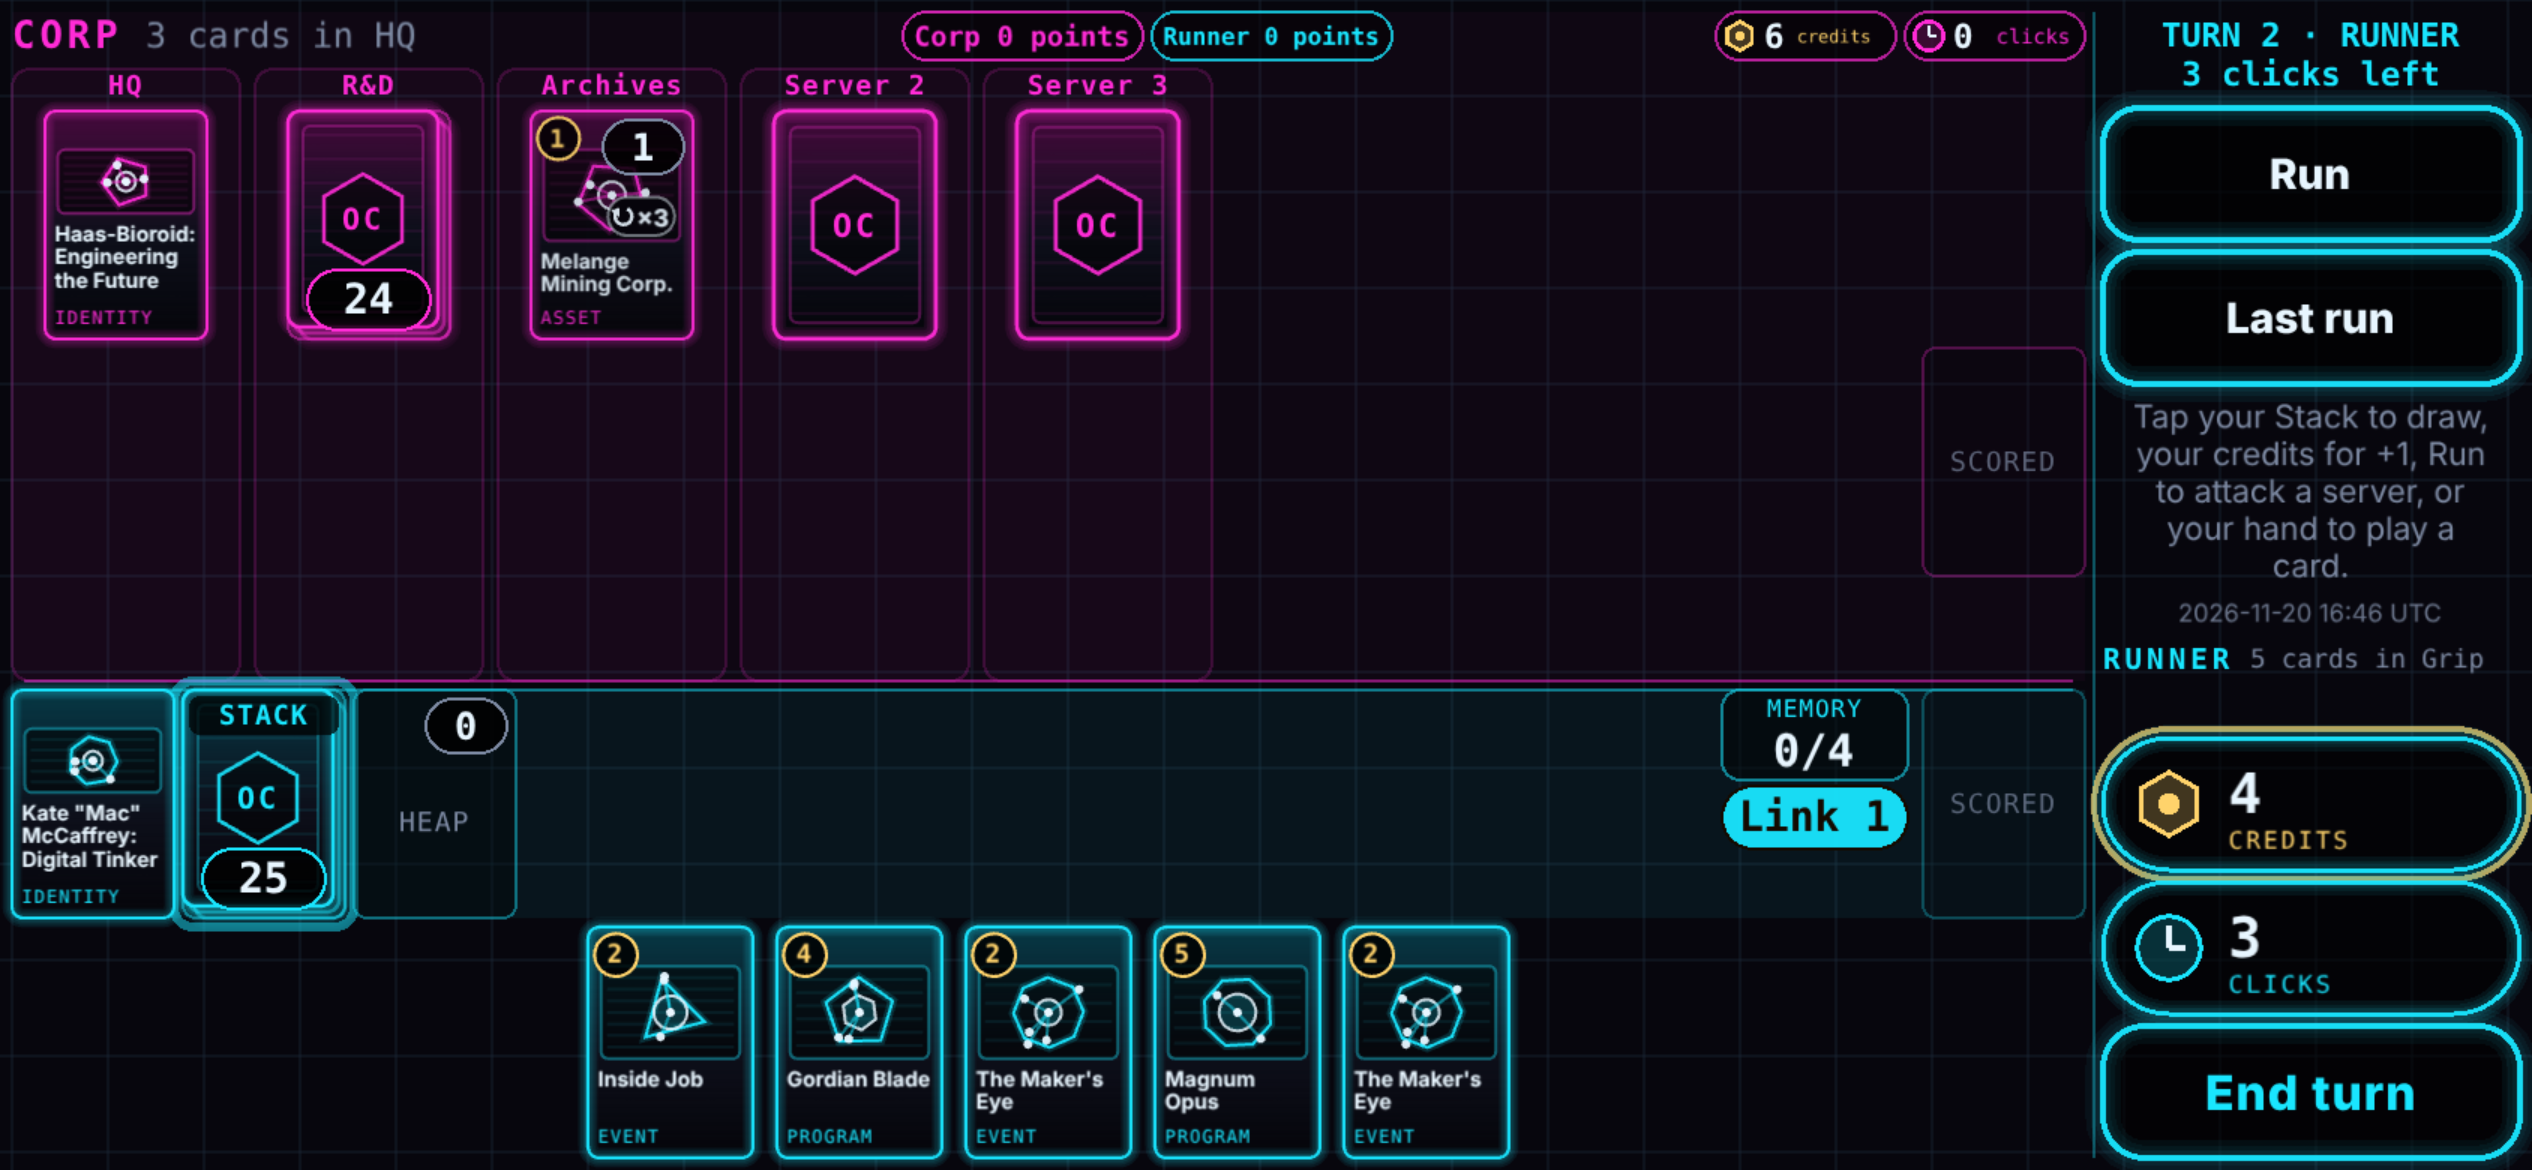 CORP 3 cards in HQ
Corp 0 points
Runner 0 points
6 credits
0 clicks
HQ
R&D
Archives
Server 2
Server 3
Haas-Bioroid:
Engineering
the Future
IDENTITY
OC
24
1
1
↻×3
Melange
Mining Corp.
ASSET
OC
OC
SCORED
TURN 2 · RUNNER
3 clicks left
Run
Last run
Tap your Stack to draw,
your credits for +1, Run
to attack a server, or
your hand to play a
card.
2026-11-20 16:46 UTC
RUNNER 5 cards in Grip
Kate "Mac"
McCaffrey:
Digital Tinker
IDENTITY
STACK
OC
25
0
HEAP
MEMORY
0/4
Link 1
SCORED
4
CREDITS
3
CLICKS
End turn
2
Inside Job
EVENT
4
Gordian Blade
PROGRAM
2
The Maker's
Eye
EVENT
5
Magnum
Opus
PROGRAM
2
The Maker's
Eye
EVENT